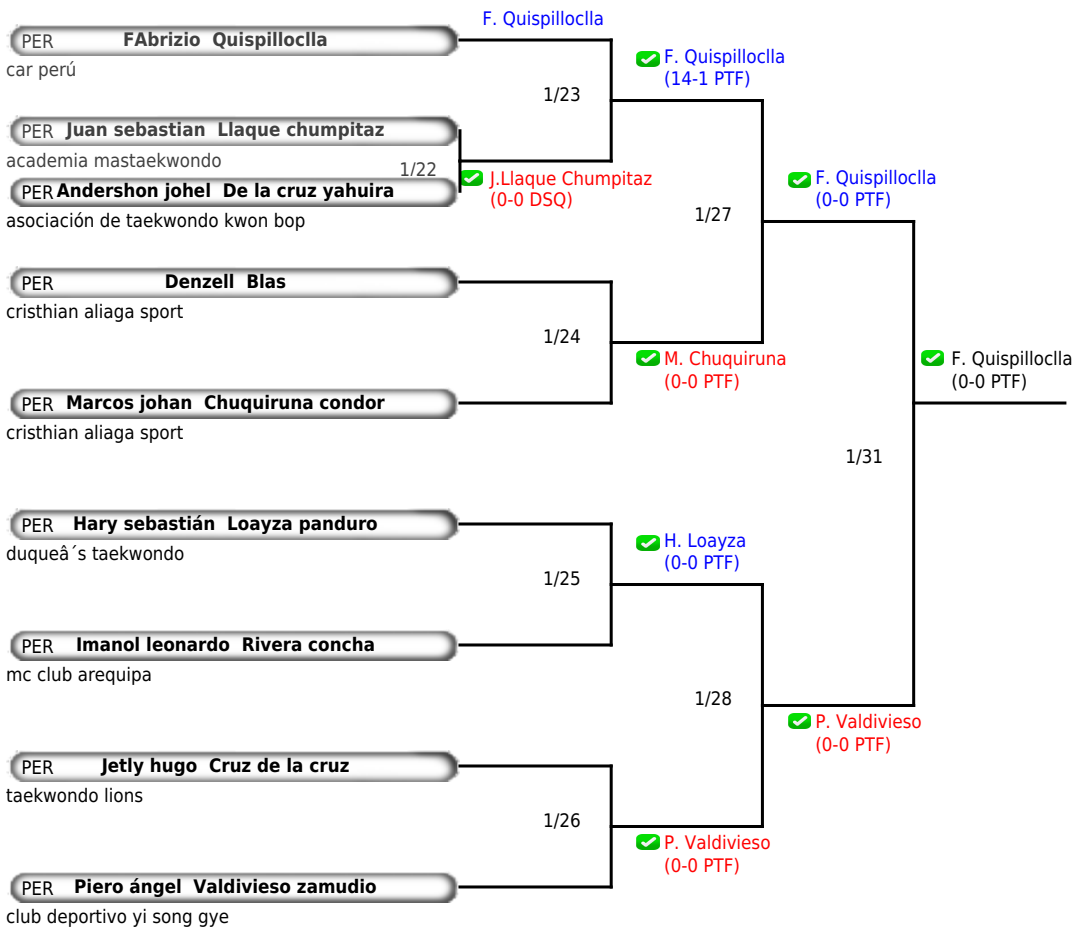 F. Quispilloclla
PER FAbrizio Quispilloclla
car perú
F. Quispilloclla
(14-1 PTF)
1/23
PER Juan sebastian Llaque chumpitaz
academia mastaekwondo
1/22
J.Llaque Chumpitaz
(0-0 DSQ)
PER Andershon johel De la cruz yahuira
asociación de taekwondo kwon bop
F. Quispilloclla
(0-0 PTF)
1/27
PER Denzell Blas
cristhian aliaga sport
1/24
M. Chuquiruna
(0-0 PTF)
F. Quispilloclla
(0-0 PTF)
PER Marcos johan Chuquiruna condor
cristhian aliaga sport
1/31
PER Hary sebastián Loayza panduro
duqueâ´s taekwondo
H. Loayza
(0-0 PTF)
1/25
PER Imanol leonardo Rivera concha
mc club arequipa
1/28
P. Valdivieso
(0-0 PTF)
PER Jetly hugo Cruz de la cruz
taekwondo lions
1/26
P. Valdivieso
(0-0 PTF)
PER Piero ángel Valdivieso zamudio
club deportivo yi song gye